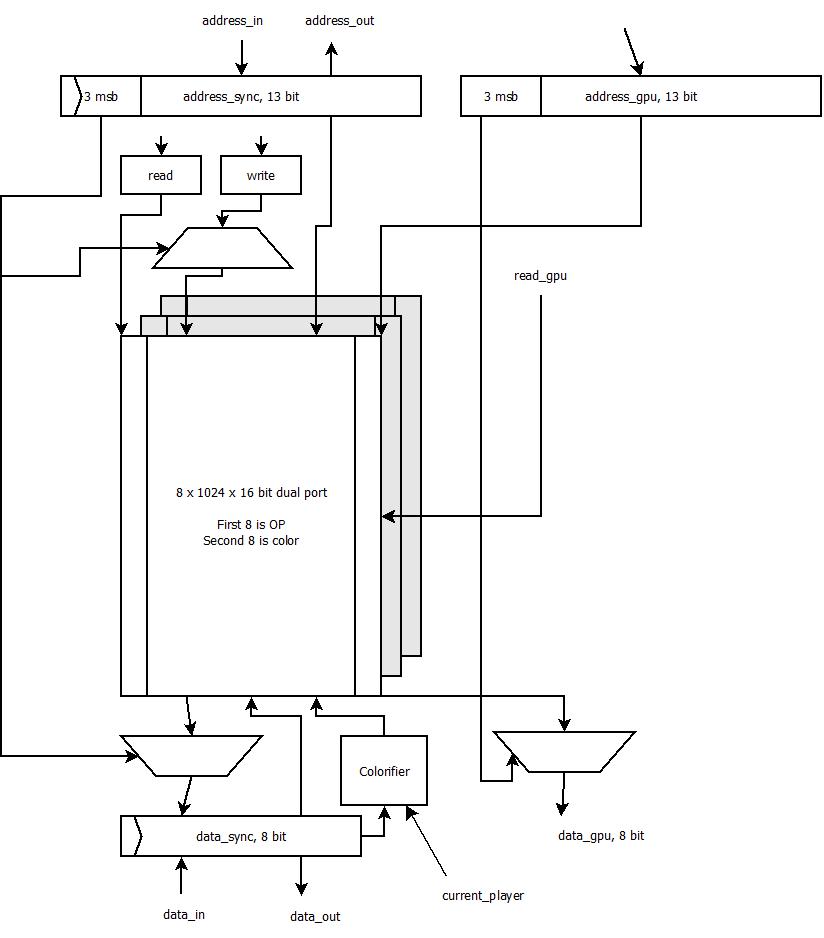 address_in
address_out
3 msb
address_sync, 13 bit
3 msb
address_gpu, 13 bit
read
write
read_gpu
8 x 1024 x 16 bit dual port
First 8 is OP
Second 8 is color
Colorifier
data_sync, 8 bit
data_gpu, 8 bit
current_player
data_in
data_out